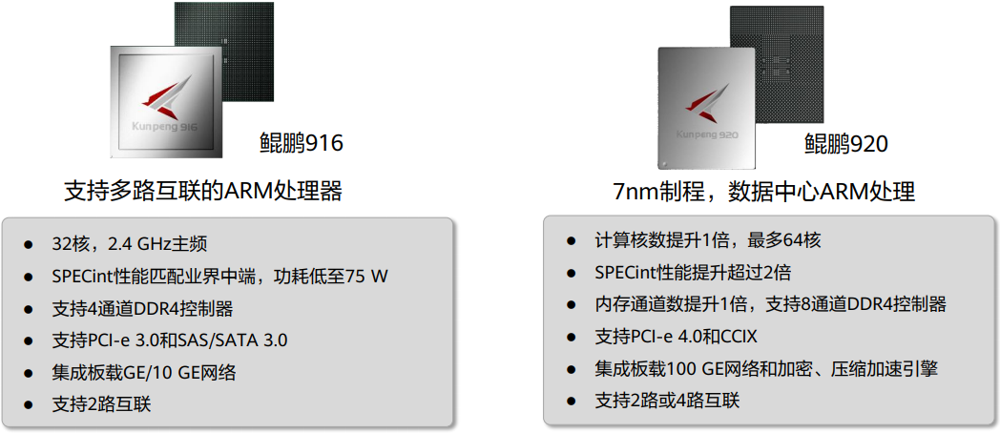 Kunpeng 916
鲲鹏916
支持多路互联的ARM处理器
32核，2.4 GHz主频
SPECint性能匹配业界中端，功耗低至75 W
支持4通道DDR4控制器
支持PCI-e 3.0和SAS/SATA 3.0
集成板载GE/10 GE网络
支持2路互联
Kunpeng 920
鲲鹏920
7nm制程，数据中心ARM处理
计算核数提升1倍，最多64核
SPECint性能提升超过2倍
内存通道数提升1倍，支持8通道DDR4控制器
支持PCI-e 4.0和CCIX
集成板载100 GE网络和加密、压缩加速引擎
支持2路或4路互联